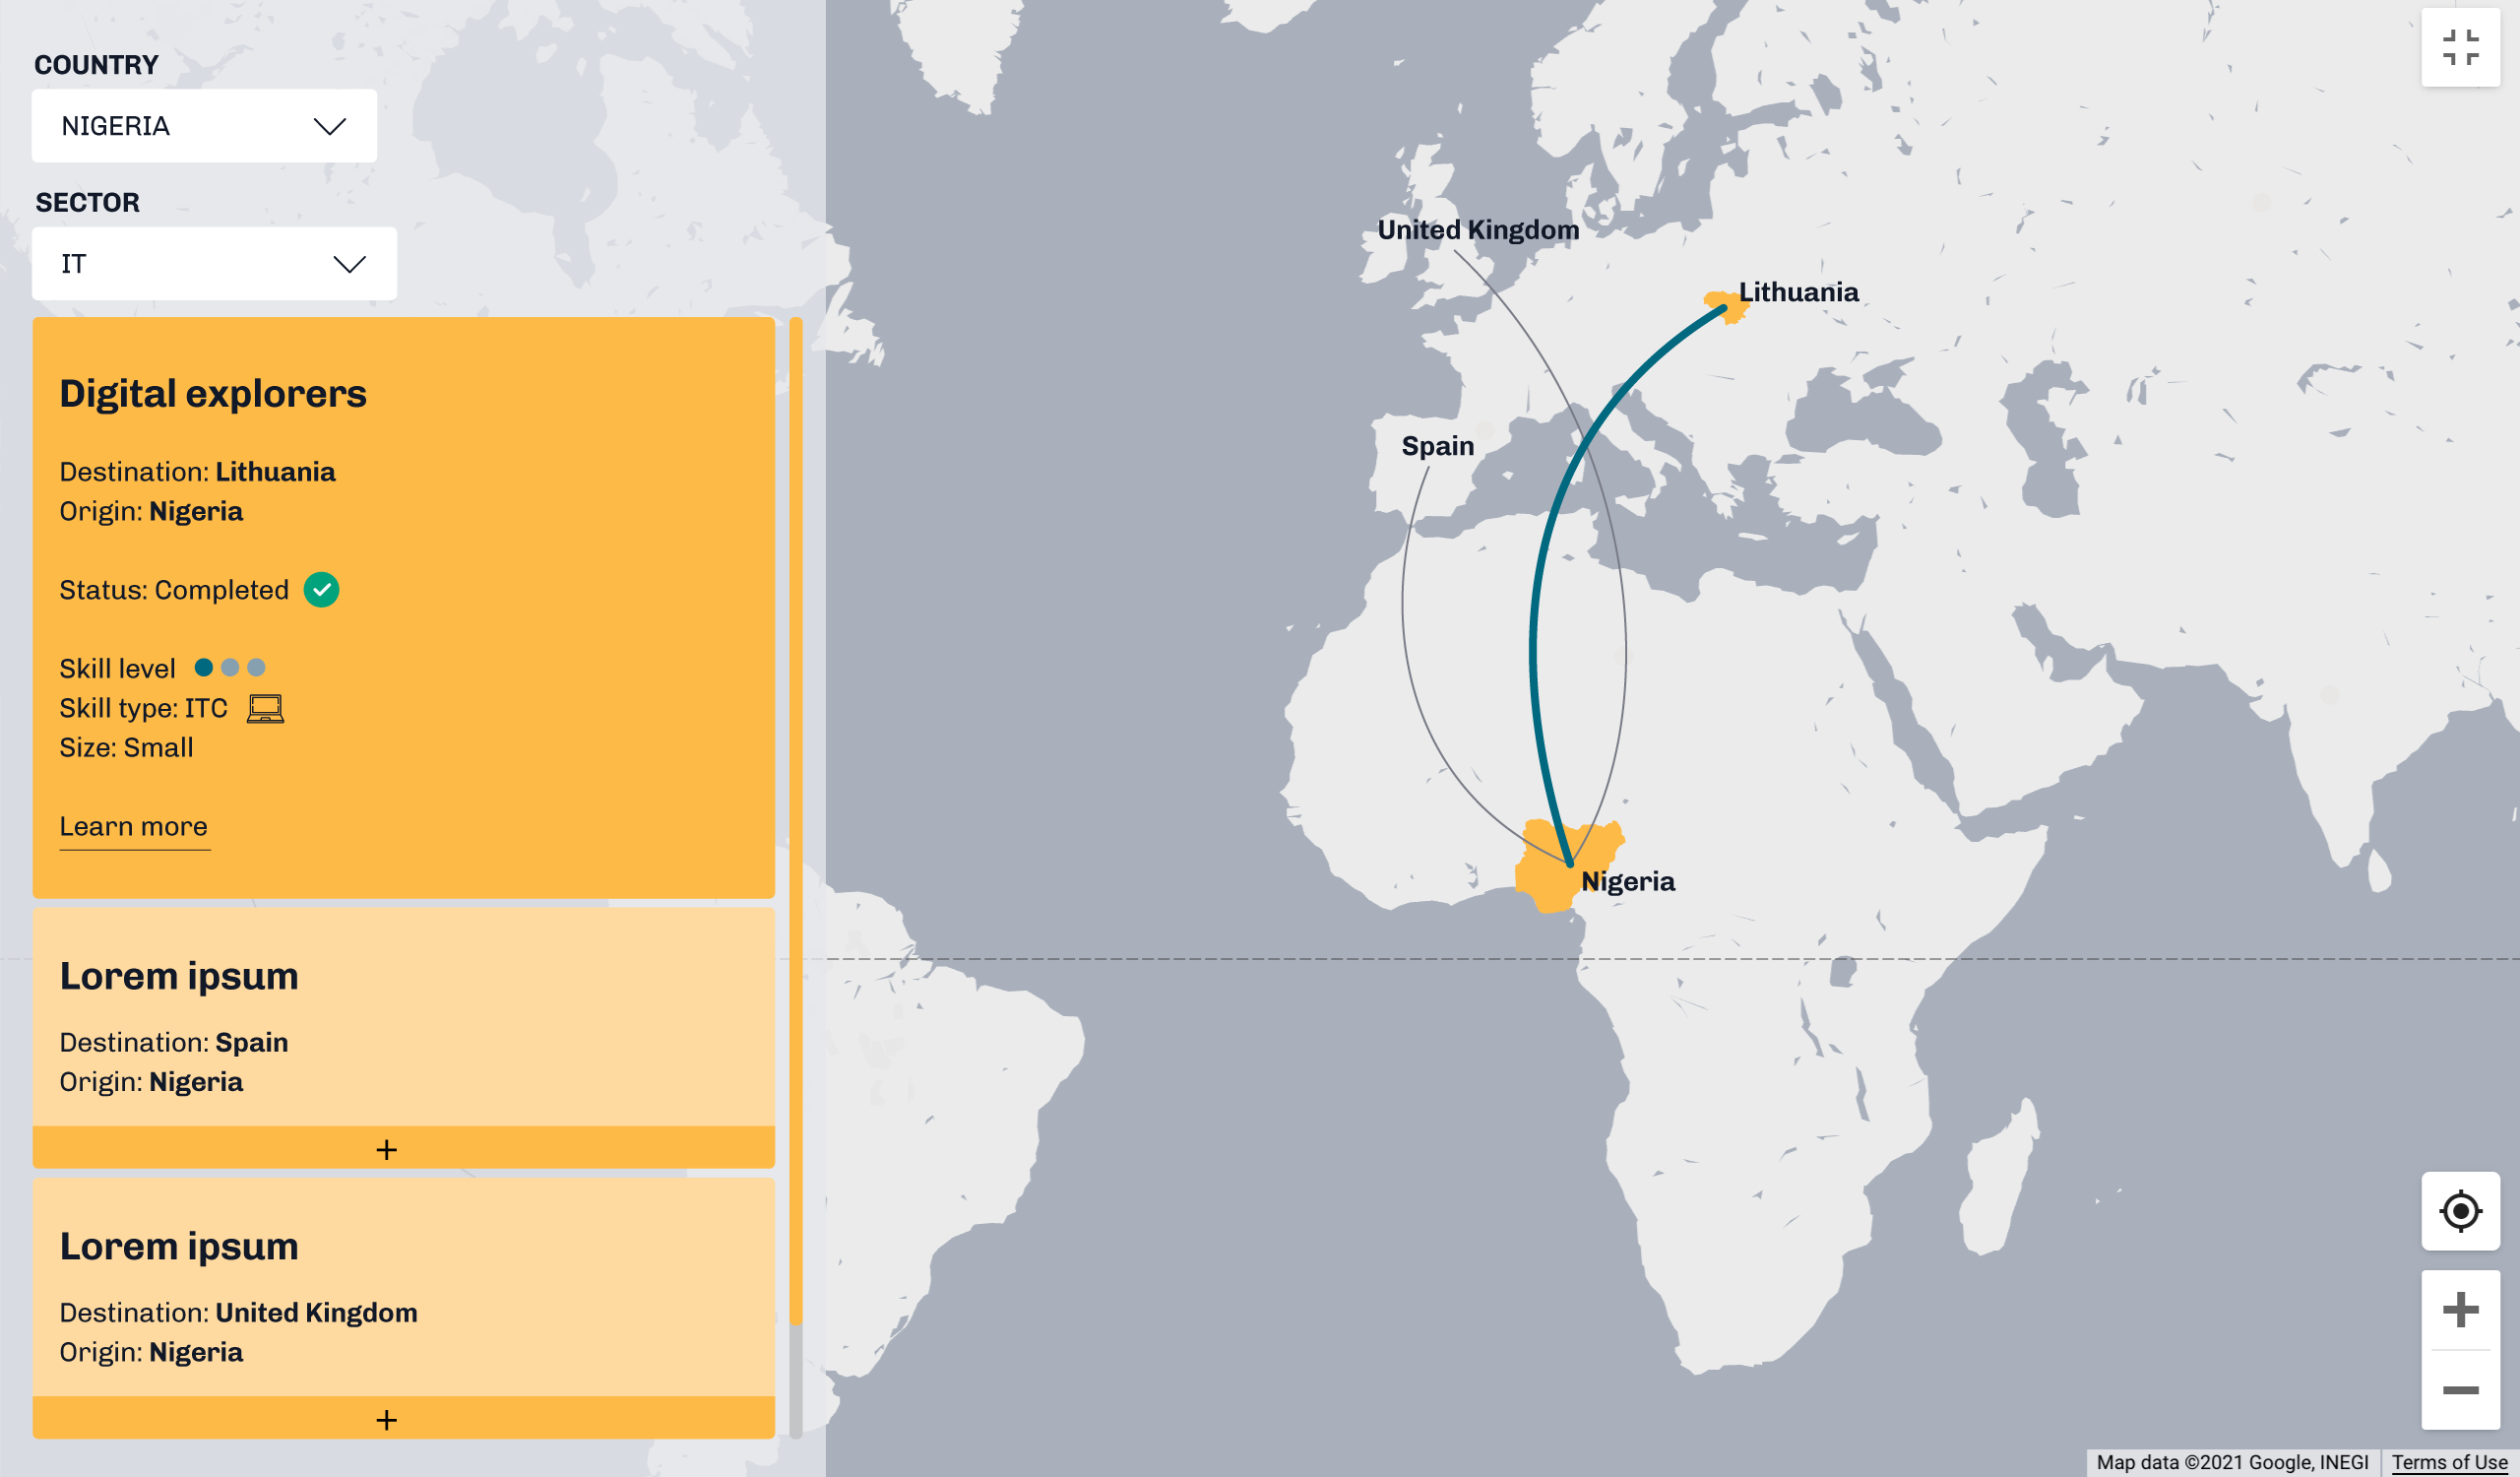 COUNTRY
NIGERIA
SECTOR
IT
Digital explorers
Destination: Lithuania
Origin: Nigeria
Status: Completed
Skill level
Skill type: ITC
Size: Small
Learn more
Lorem ipsum
Destination: Spain
Origin: Nigeria
+
Lorem ipsum
Destination: United Kingdom
Origin: Nigeria
+
United Kingdom
Lithuania
Spain
Nigeria
Map data ©2021 Google, INEGI
Terms of Use